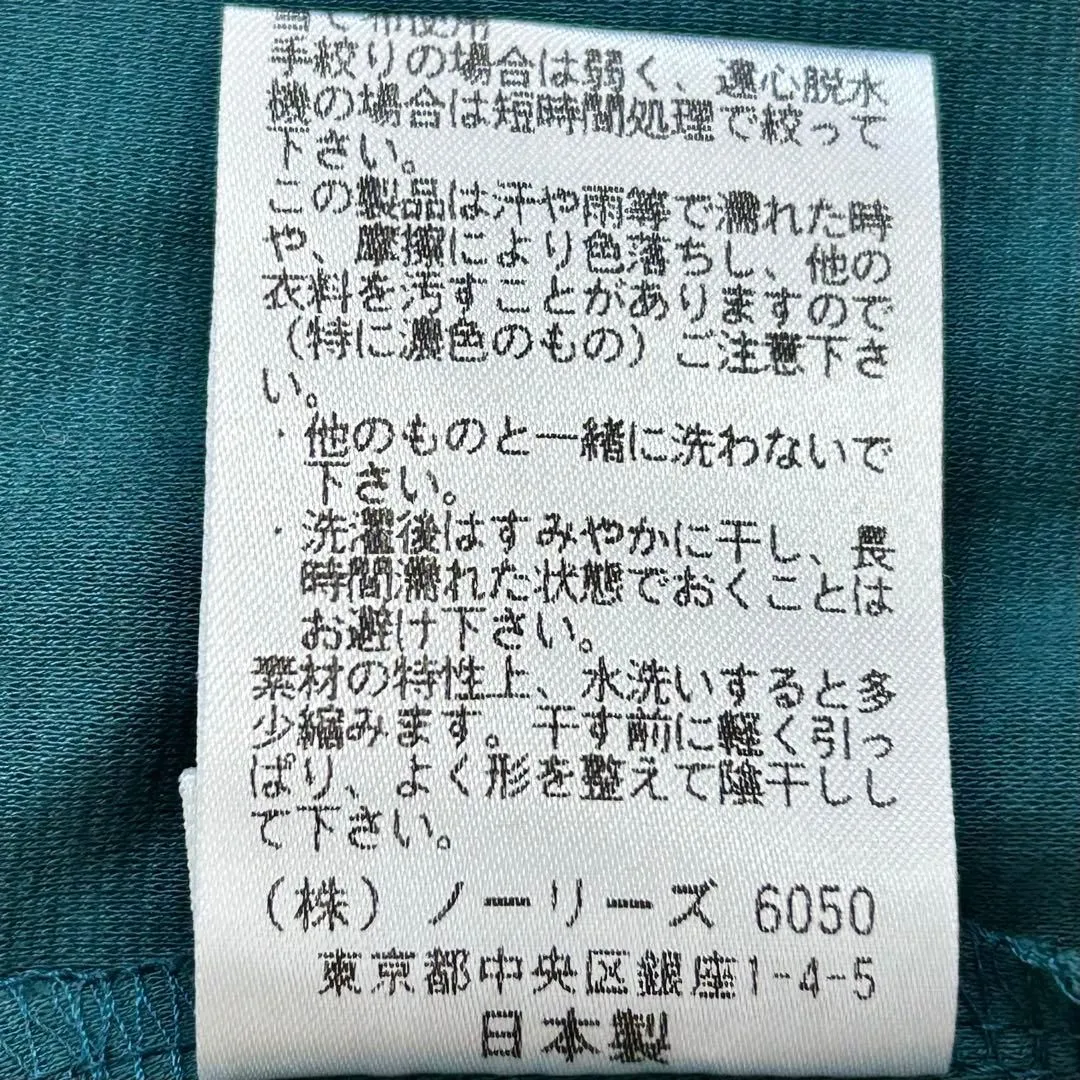 当て布使用
手絞りの場合は弱く、遠心脱水
機の場合は短時間処理で絞って
下さい。
この製品は汗や雨等で濡れた時
や、摩擦により色落ちし、他の
衣料を汚すことがありますので
（特に濃色のもの）ご注意下さ
い。
・他のものと一緒に洗わないで
下さい。
・洗濯後はすみやかに干し、長
時間濡れた状態でおくことは
お避け下さい。
素材の特性上、水洗いすると多
少縮みます。干す前に軽く引っ
ぱり、よく形を整えて陰干しし
て下さい。
（株）ノーリーズ 6050
東京都中央区銀座1-4-5
日本製